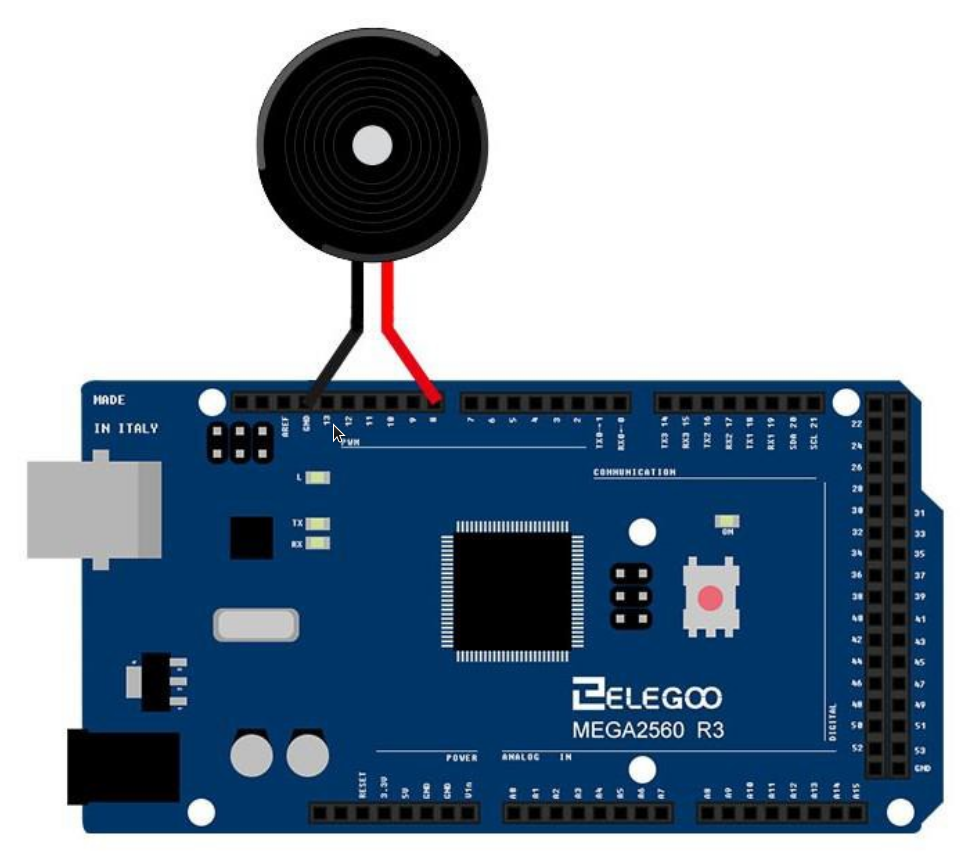 MADE
IN ITALY
AREF
GND
13
12
11
10
9
8
7
6
5
4
3
2
TX0→1
RX0←0
TX3 14
RX3 15
TX2 16
RX2 17
TX1 18
RX1 19
SDA 20
SCL 21
PWM
COMMUNICATION
L
TX
RX
ON
22
24
26
28
30
32
34
36
38
40
42
44
46
48
50
52
31
33
35
37
39
41
43
45
47
49
51
53
GND
ELEGOO
MEGA2560 R3
DIGITAL
POWER
ANALOG IN
RESET
3.3V
5V
GND
GND
Vin
A0
A1
A2
A3
A4
A5
A6
A7
A8
A9
A10
A11
A12
A13
A14
A15